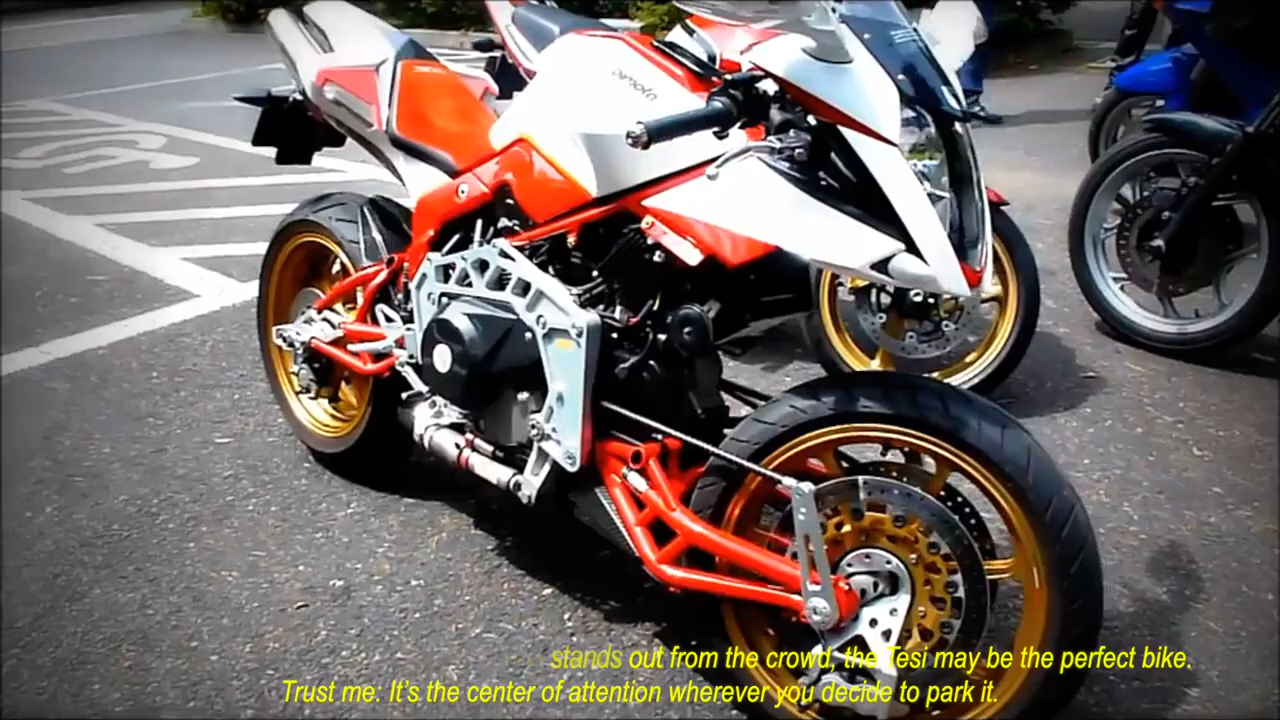 stands out from the crowd, the Tesi may be the perfect bike.
Trust me: It’s the center of attention wherever you decide to park it.